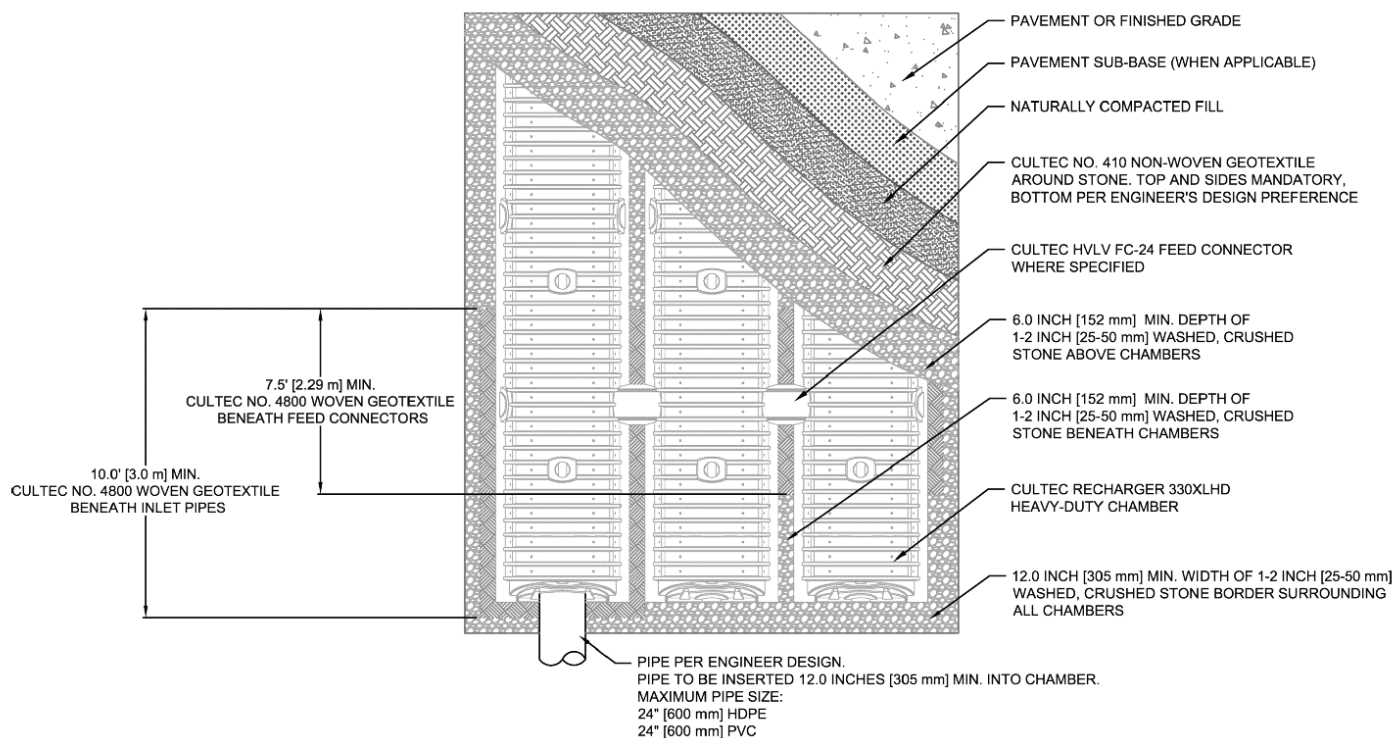 PAVEMENT OR FINISHED GRADE
PAVEMENT SUB-BASE (WHEN APPLICABLE)
NATURALLY COMPACTED FILL
CULTEC NO. 410 NON-WOVEN GEOTEXTILE
AROUND STONE. TOP AND SIDES MANDATORY,
BOTTOM PER ENGINEER'S DESIGN PREFERENCE
CULTEC HVLV FC-24 FEED CONNECTOR
WHERE SPECIFIED
6.0 INCH [152 mm] MIN. DEPTH OF
1-2 INCH [25-50 mm] WASHED, CRUSHED
STONE ABOVE CHAMBERS
7.5' [2.29 m] MIN.
CULTEC NO. 4800 WOVEN GEOTEXTILE
BENEATH FEED CONNECTORS
6.0 INCH [152 mm] MIN. DEPTH OF
1-2 INCH [25-50 mm] WASHED, CRUSHED
STONE BENEATH CHAMBERS
10.0' [3.0 m] MIN.
CULTEC NO. 4800 WOVEN GEOTEXTILE
BENEATH INLET PIPES
CULTEC RECHARGER 330XLHD
HEAVY-DUTY CHAMBER
12.0 INCH [305 mm] MIN. WIDTH OF 1-2 INCH [25-50 mm]
WASHED, CRUSHED STONE BORDER SURROUNDING
ALL CHAMBERS
PIPE PER ENGINEER DESIGN.
PIPE TO BE INSERTED 12.0 INCHES [305 mm] MIN. INTO CHAMBER.
MAXIMUM PIPE SIZE:
24" [600 mm] HDPE
24" [600 mm] PVC